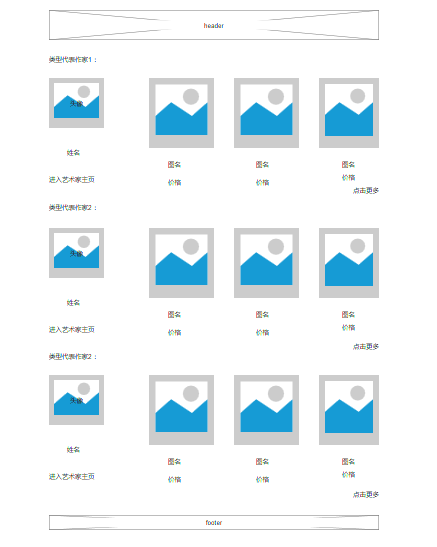 header
类型代表作家1：
头像
姓名
进入艺术家主页
图名 图名 图名
价格 价格 价格
点击更多
类型代表作家2：
头像
姓名
进入艺术家主页
图名 图名 图名
价格 价格 价格
点击更多
类型代表作家2：
头像
姓名
进入艺术家主页
图名 图名 图名
价格 价格 价格
点击更多
footer